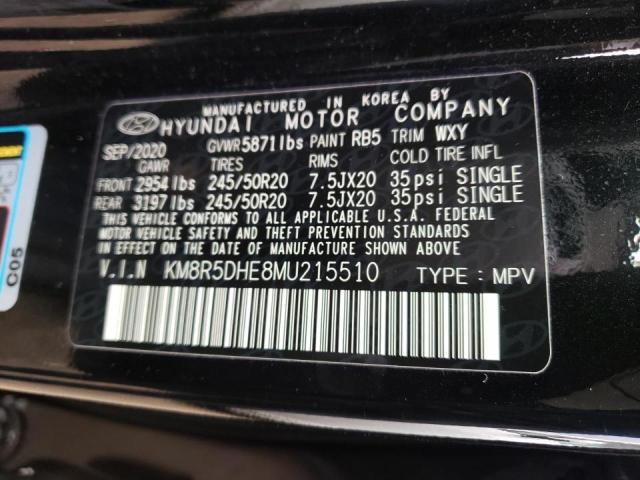 MANUFACTURED IN KOREA BY
HYUNDAI MOTOR COMPANY
SEP/2020 GVWR 5871lbs PAINT RB5 TRIM WXY
GAWR TIRES RIMS COLD TIRE INFL
FRONT 2954 lbs 245/50R20 7.5JX20 35psi SINGLE
REAR 3197 lbs 245/50R20 7.5JX20 35psi SINGLE
THIS VEHICLE CONFORMS TO ALL APPLICABLE U.S.A. FEDERAL
MOTOR VEHICLE SAFETY AND THEFT PREVENTION STANDARDS
IN EFFECT ON THE DATE OF MANUFACTURE SHOWN ABOVE.
V.I.N KM8R5DHE8MU215510 TYPE : MPV
C05